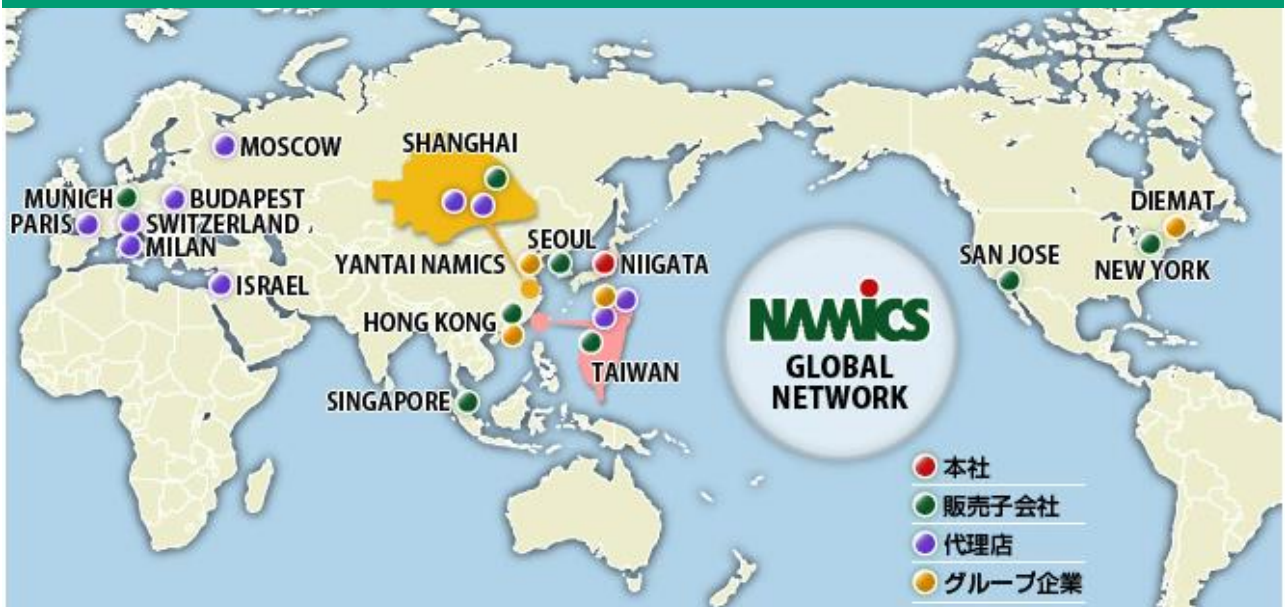 MOSCOW
SHANGHAI
MUNICH
BUDAPEST
PARIS
SWITZERLAND
MILAN
ISRAEL
YANTAI NAMICS
SEOUL
NIIGATA
HONG KONG
TAIWAN
SINGAPORE
DIEMAT
SAN JOSE
NEW YORK
NAMICS
GLOBAL
NETWORK
本社
販売子会社
代理店
グループ企業